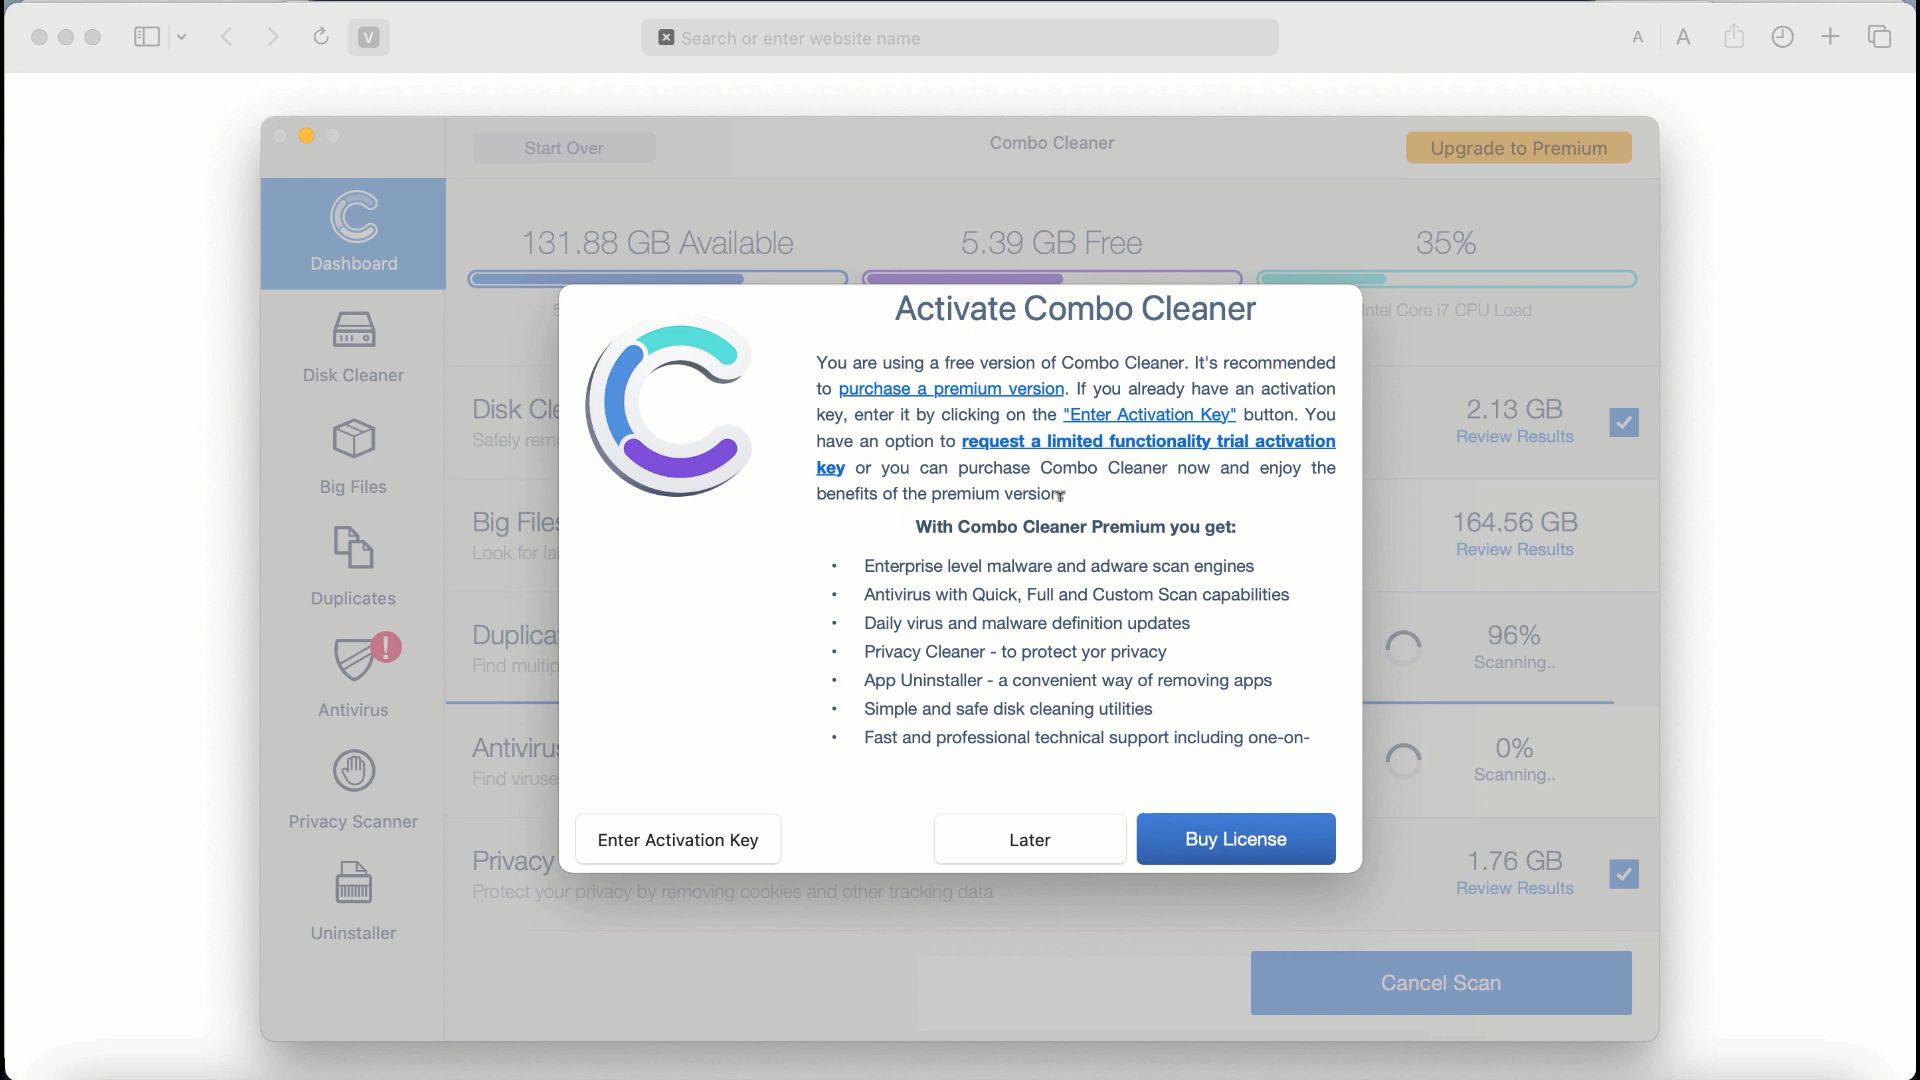 V
Search or enter website name
A
A
Start Over
Combo Cleaner
Upgrade to Premium
131.88 GB Available
5.39 GB Free
35%
Intel Core i7 CPU Load
Dashboard
Disk Cleaner
Big Files
Duplicates
Antivirus
Privacy Scanner
Uninstaller
Disk Cle
Safely rem
2.13 GB
Review Results
Big Files
Look for la
164.56 GB
Review Results
Duplica
Find multip
96%
Scanning..
Antivirus
Find viruse
0%
Scanning..
Privacy
Protect your privacy by removing cookies and other tracking data
1.76 GB
Review Results
Cancel Scan
Activate Combo Cleaner
You are using a free version of Combo Cleaner. It's recommended
to purchase a premium version. If you already have an activation
key, enter it by clicking on the "Enter Activation Key" button. You
have an option to request a limited functionality trial activation
key or you can purchase Combo Cleaner now and enjoy the
benefits of the premium version
With Combo Cleaner Premium you get:
• Enterprise level malware and adware scan engines
• Antivirus with Quick, Full and Custom Scan capabilities
• Daily virus and malware definition updates
• Privacy Cleaner - to protect yor privacy
• App Uninstaller - a convenient way of removing apps
• Simple and safe disk cleaning utilities
• Fast and professional technical support including one-on-
Enter Activation Key
Later
Buy License